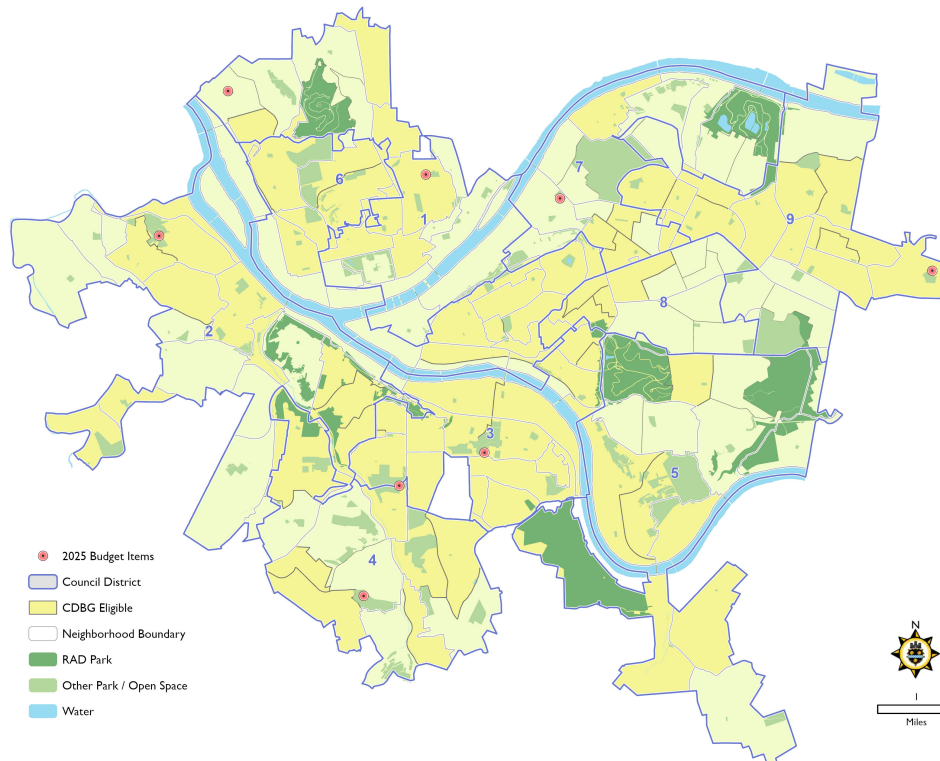 7
6
9
1
8
2
3
5
4
2025 Budget Items
Council District
CDBG Eligible
Neighborhood Boundary
RAD Park
Other Park / Open Space
Water
N
1
Miles